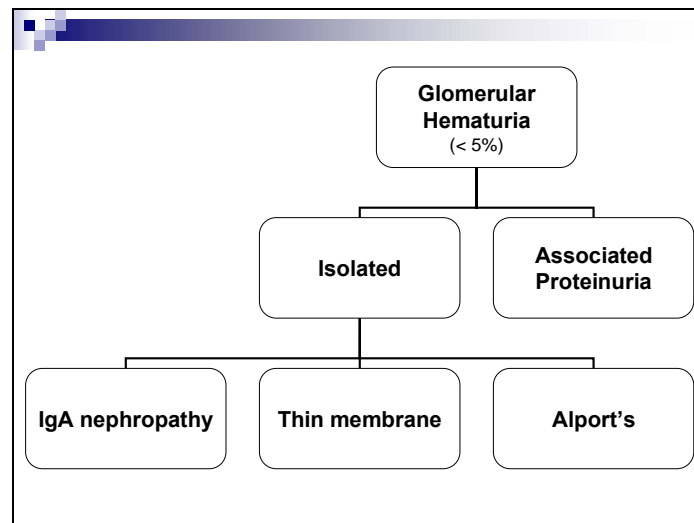 Glomerular
Hematuria
(< 5%)
Isolated
Associated
Proteinuria
IgA nephropathy
Thin membrane
Alport's